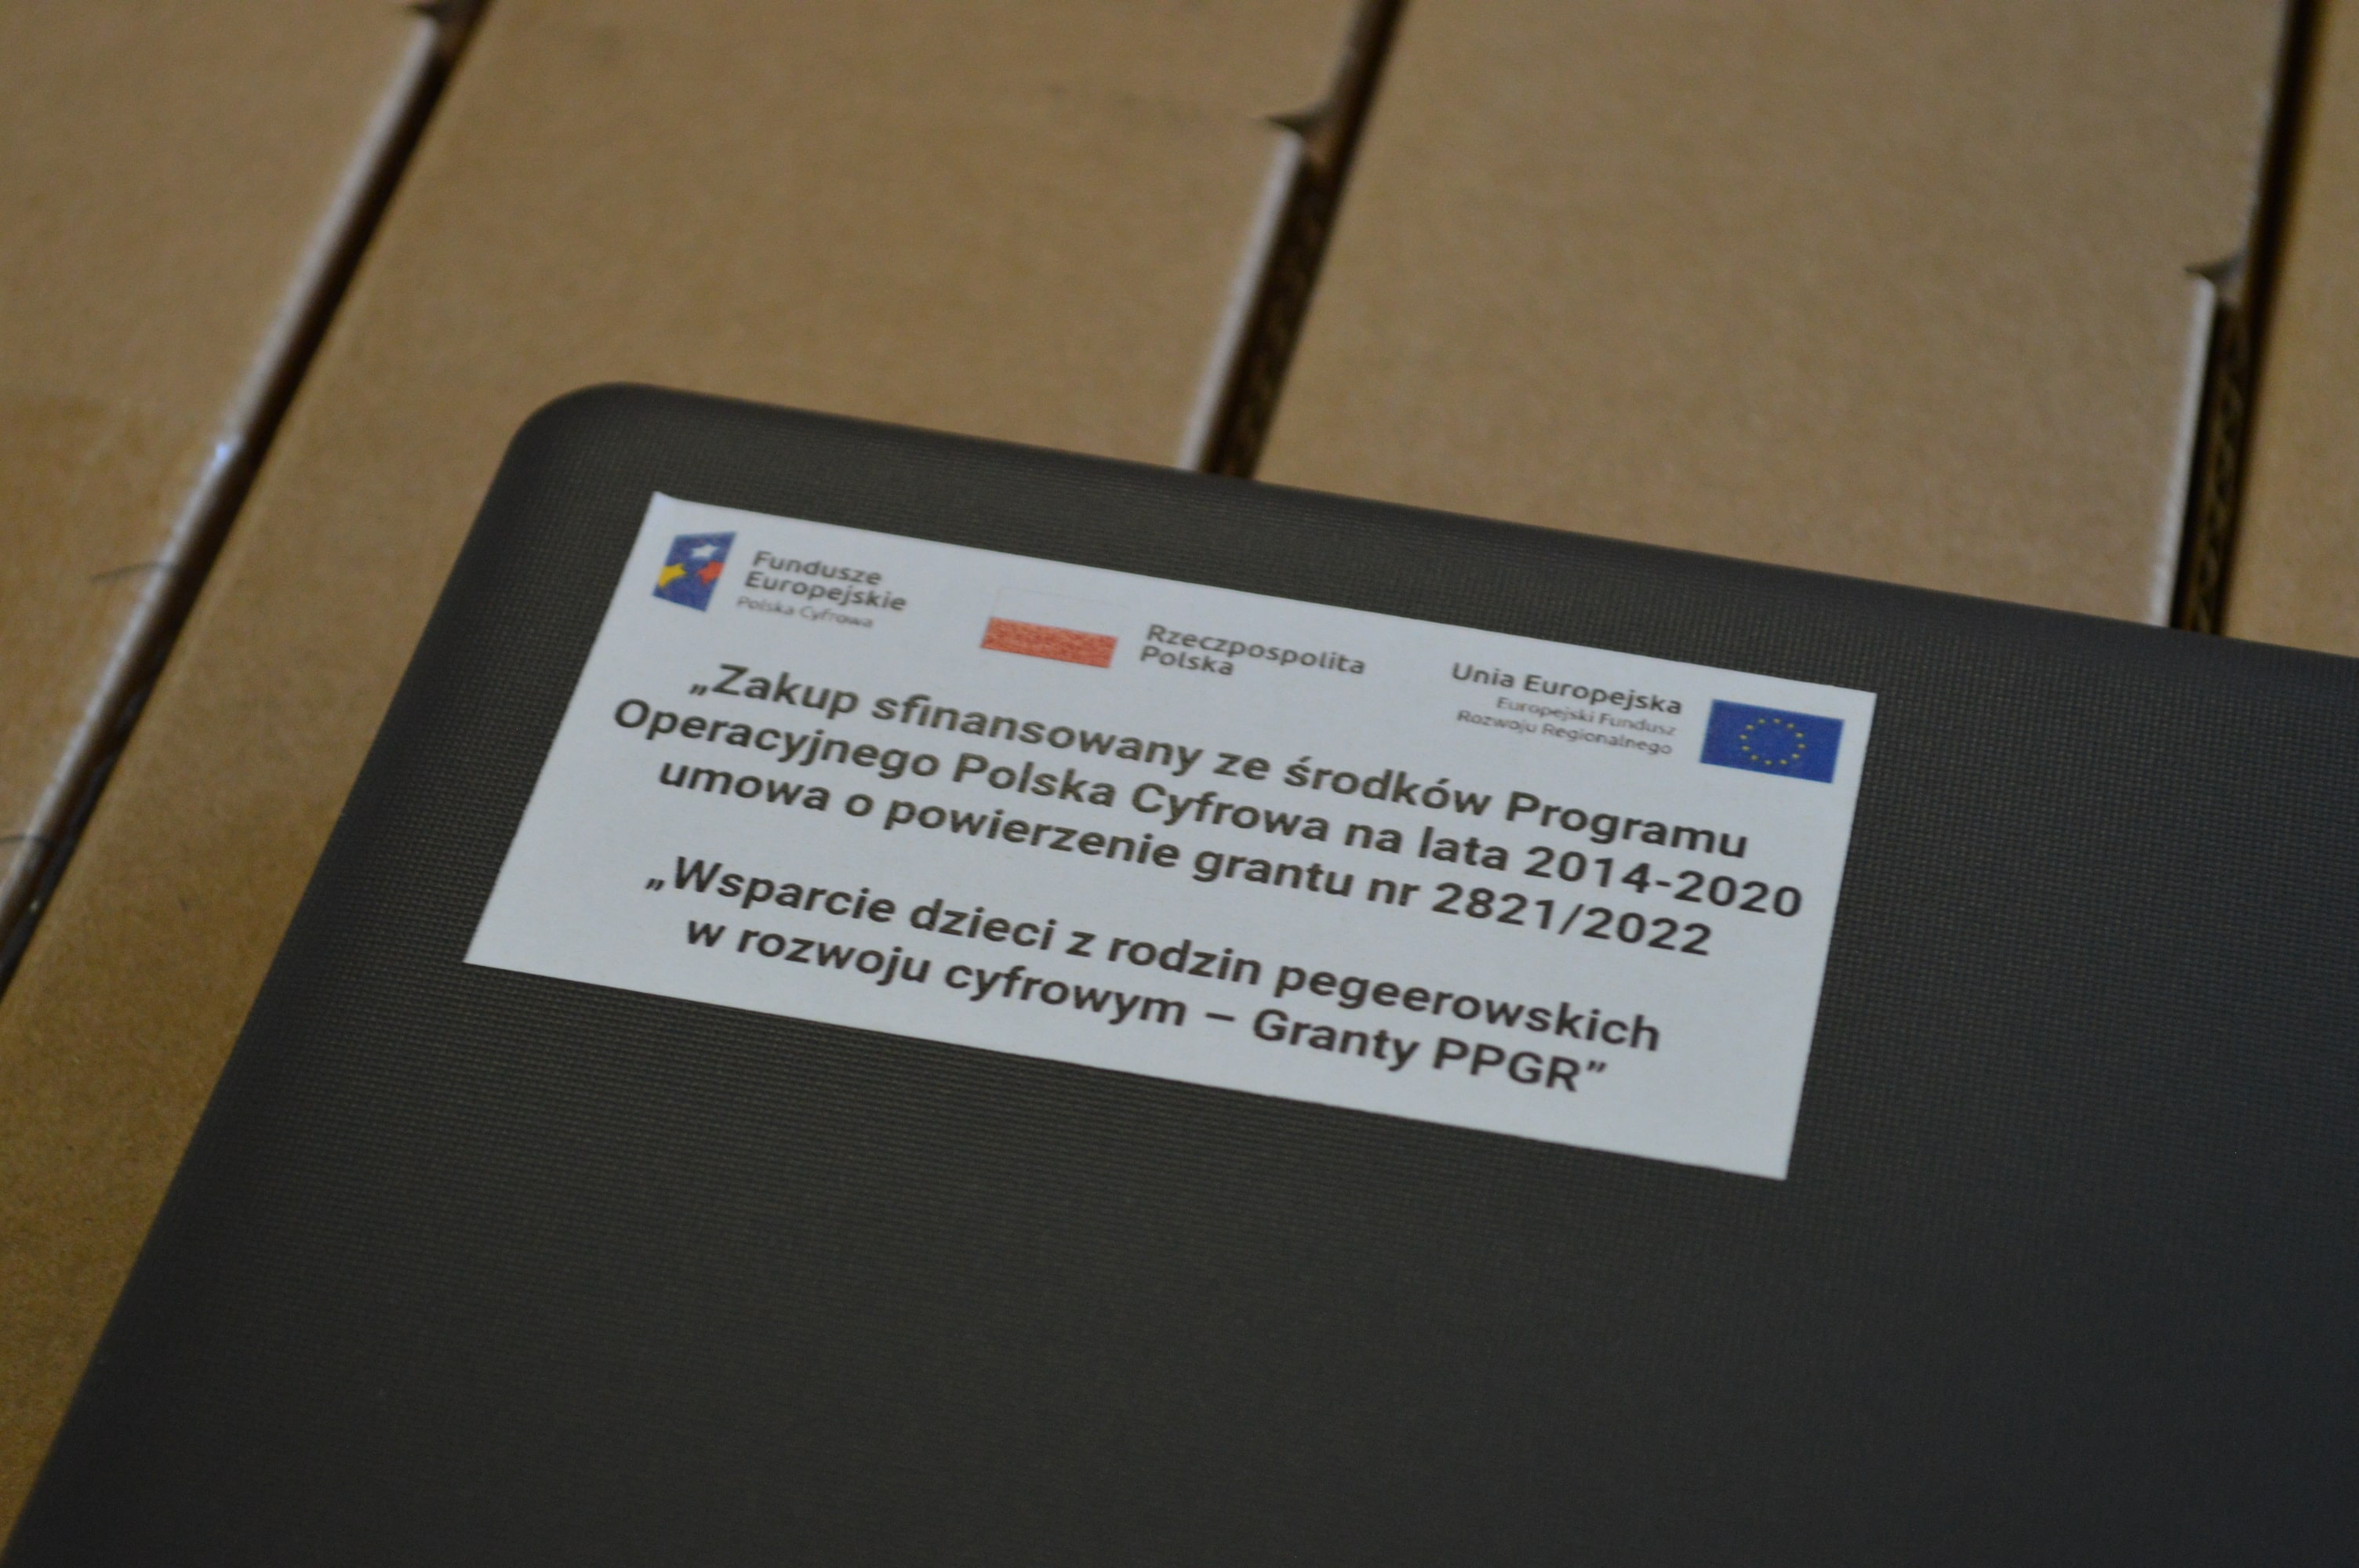 Fundusze
Europejskie
Polska Cyfrowa
Rzeczpospolita
Polska
Unia Europejska
Europejski Fundusz
Rozwoju Regionalnego
„Zakup sfinansowany ze środków Programu
Operacyjnego Polska Cyfrowa na lata 2014-2020
umowa o powierzenie grantu nr 2821/2022
„Wsparcie dzieci z rodzin pegeerowskich
w rozwoju cyfrowym – Granty PPGR”